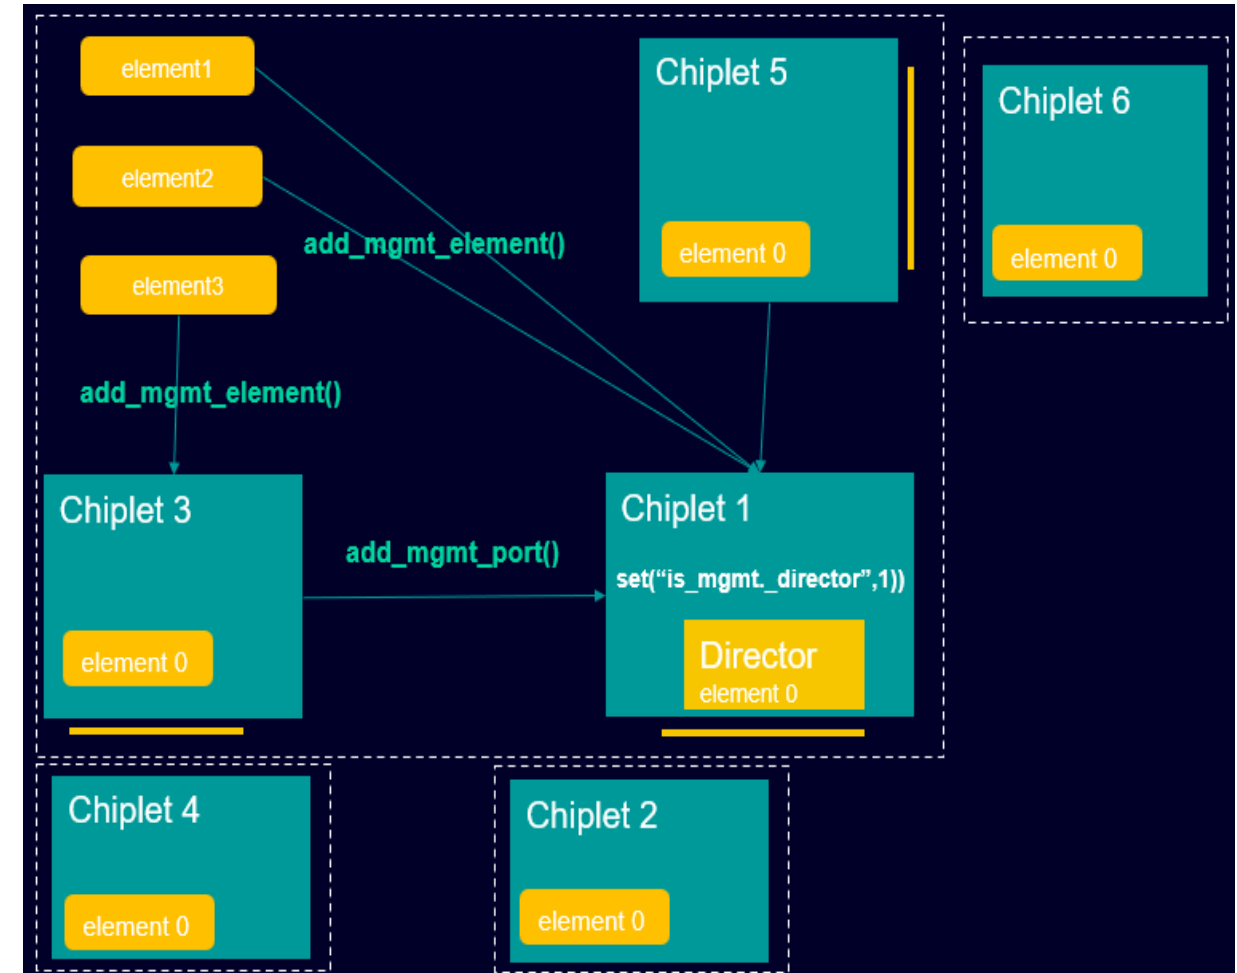 element1
element2
element3
add_mgmt_element()
add_mgmt_element()
Chiplet 5
element 0
Chiplet 6
element 0
Chiplet 3
element 0
add_mgmt_port()
Chiplet 1
set(“is_mgmt._director”,1))
Director
element 0
Chiplet 4
element 0
Chiplet 2
element 0